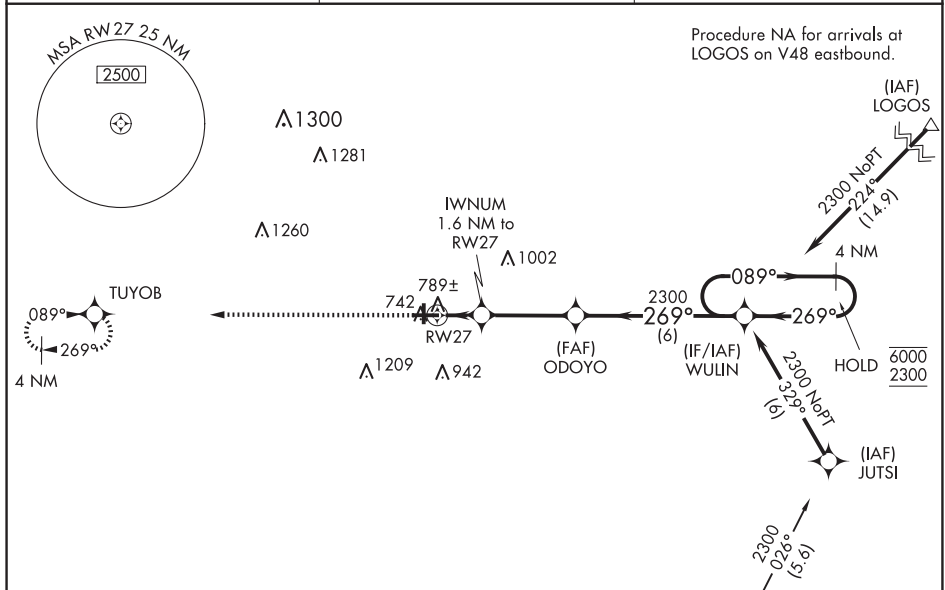 MSA RW27 25 NM
2500
Procedure NA for arrivals at
LOGOS on V48 eastbound.
(IAF)
LOGOS
1300
1281
2300 NoPT
224°
(14.9)
IWNUM
1.6 NM to
RW27
1260
1002
4 NM
089°
TUYOB
789±
742
2300
089°
269°
(6)
269°
RW27
269°
4 NM
(FAF)
ODOYO
(IF/IAF)
WULIN
HOLD
6000
2300
1209
942
2300 NoPT
329°
(6)
(IAF)
JUTSI
2300
026°
(5.6)